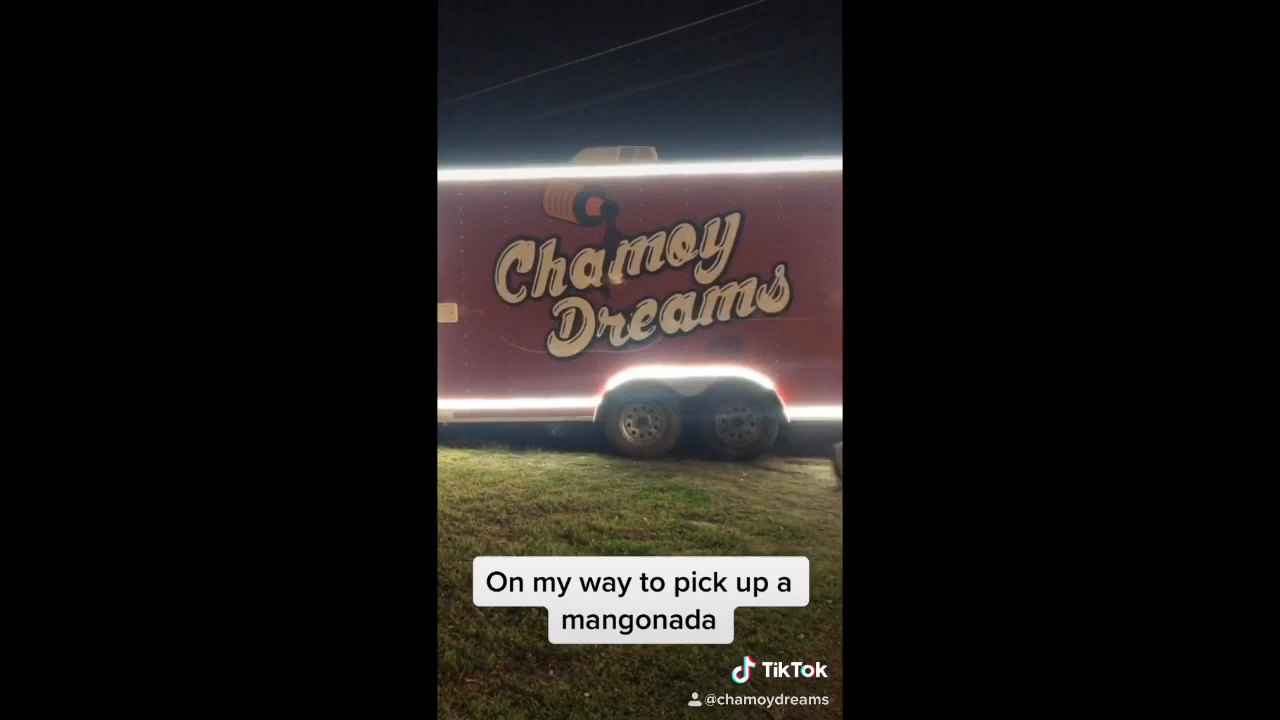 Chamoy
Dreams
On my way to pick up a
mangonada
TikTok
@chamoydreams